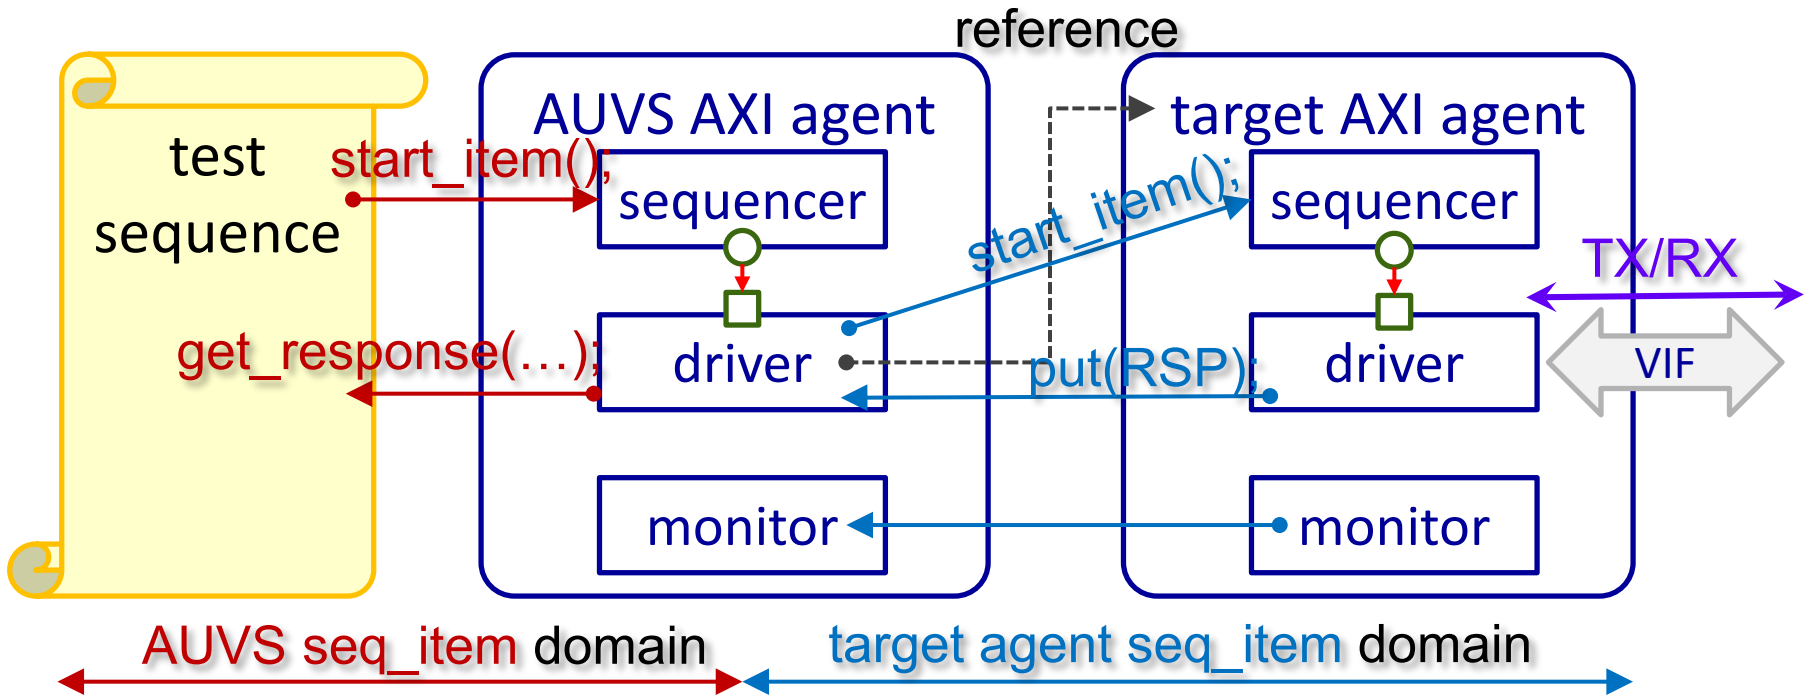 reference
AUVS AXI agent
target AXI agent
test
sequence
start_item();
sequencer
start_item();
sequencer
TX/RX
get_response(...);
driver
put(RSP);
driver
VIF
monitor
monitor
AUVS seq_item domain
target agent seq_item domain